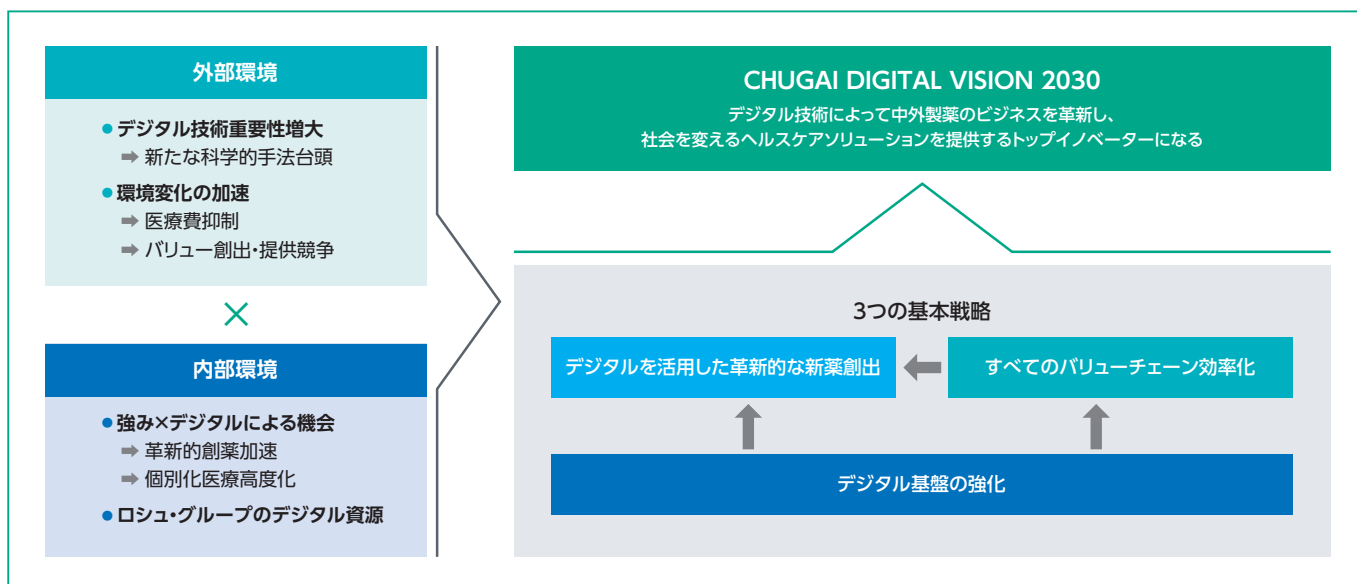 外部環境
●デジタル技術重要性増大
➡ 新たな科学的手法台頭
●環境変化の加速
➡ 医療費抑制
➡ バリュー創出・提供競争
×
内部環境
●強み×デジタルによる機会
➡ 革新的創薬加速
➡ 個別化医療高度化
●ロシュ・グループのデジタル資源
CHUGAI DIGITAL VISION 2030
デジタル技術によって中外製薬のビジネスを革新し、
社会を変えるヘルスケアソリューションを提供するトップイノベーターになる
3つの基本戦略
デジタルを活用した革新的な新薬創出
すべてのバリューチェーン効率化
デジタル基盤の強化